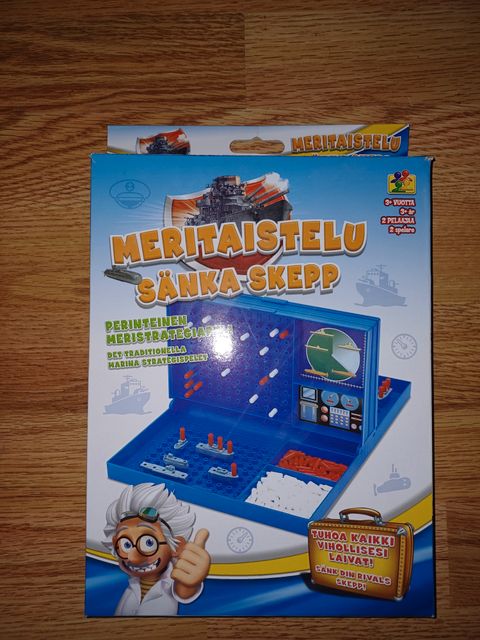 MERITAISTELU
3+ VUOTTA
3+ år
2 PELAAJAA
2 spelare
MERITAISTELU
SÄNKA SKEPP
PERINTEINEN
MERISTRATEGIAPELI
DET TRADITIONELLA
MARINA STRATEGISPELET
TUHOA KAIKKI
VIHOLLISESI
LAIVAT!
SÄNK DIN RIVALS
SKEPP!